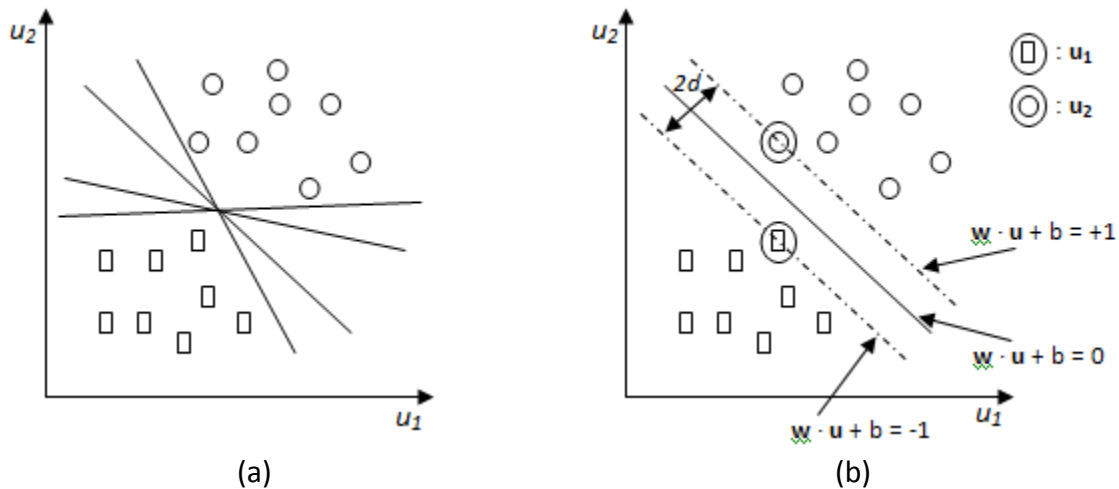 u2
u1
(a)
u2
2d
: u1
: u2
w · u + b = +1
w · u + b = 0
w · u + b = -1
u1
(b)